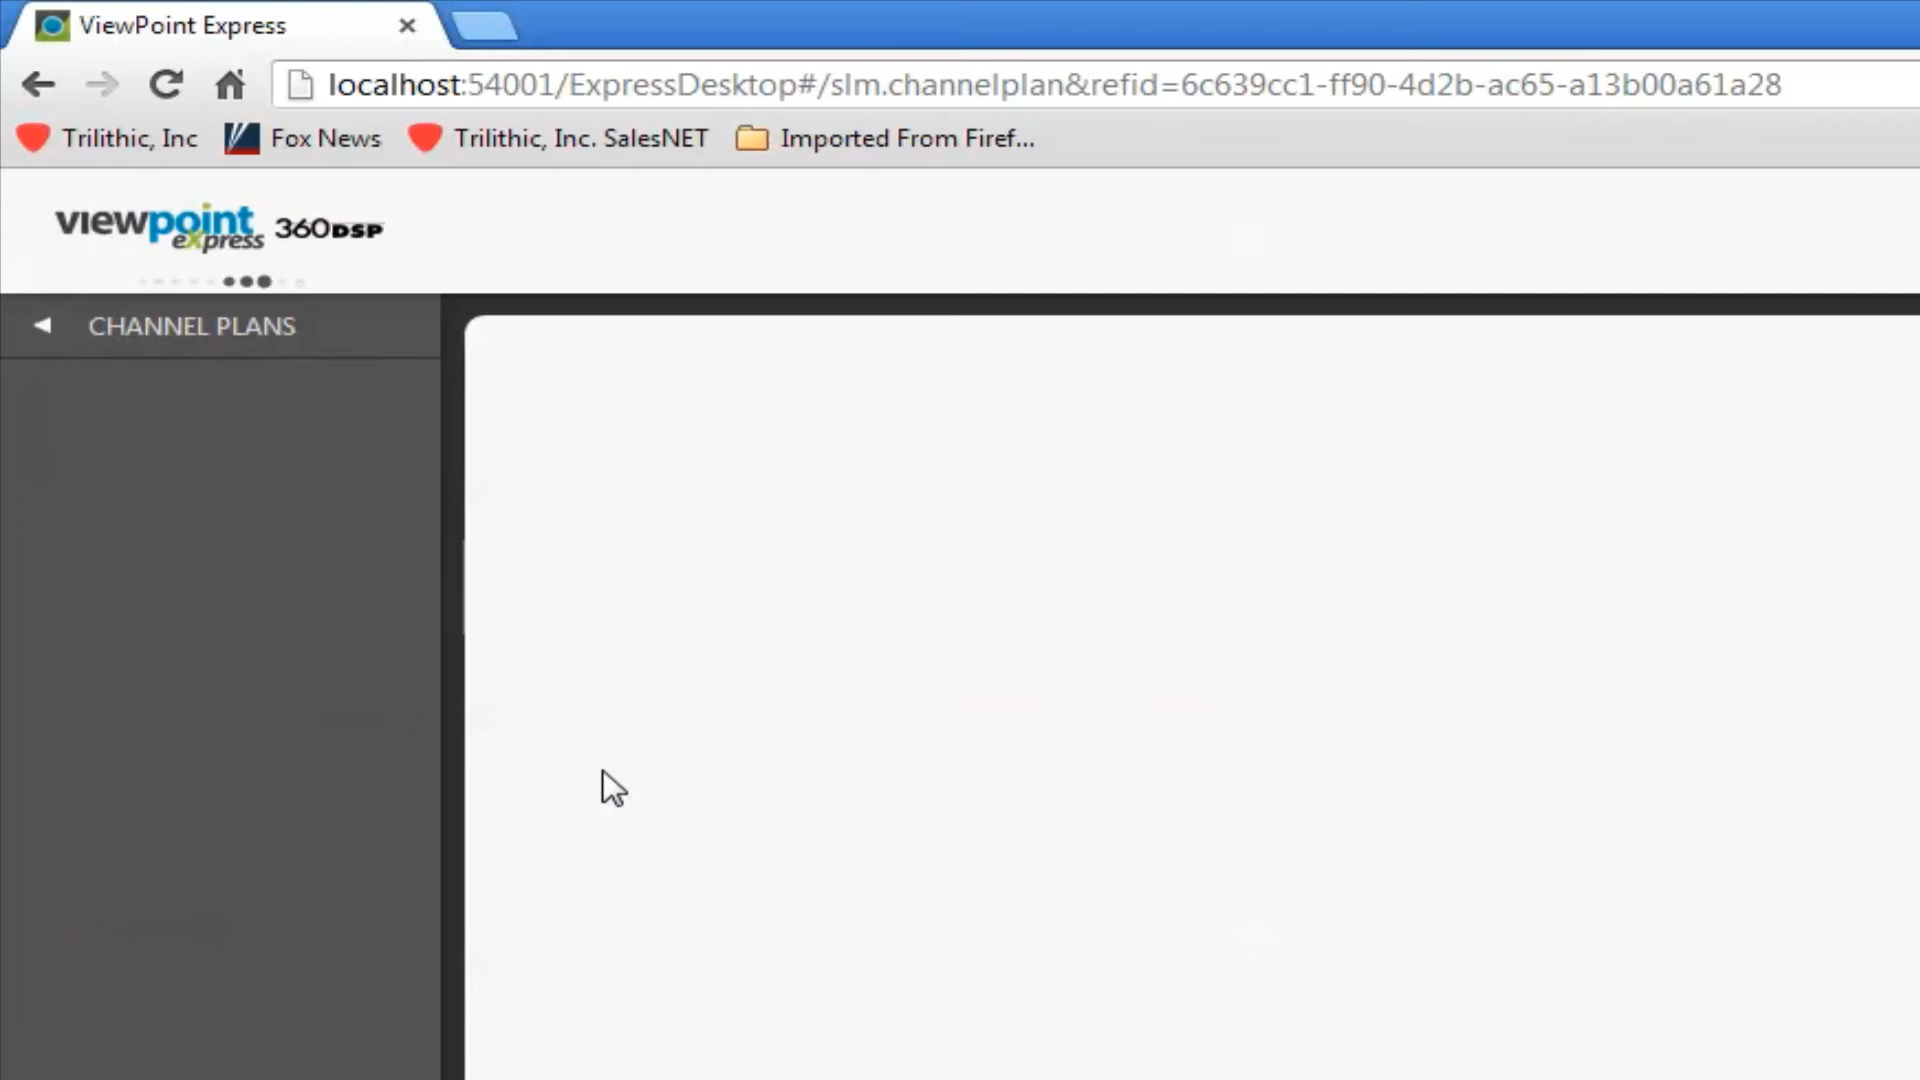 ViewPoint Express
localhost:54001/ExpressDesktop#/slm.channelplan&refid=6c639cc1-ff90-4d2b-ac65-a13b00a61a28
Trilithic, Inc Fox News Trilithic, Inc. SalesNET Imported From Firef...
viewpoint express 360DSP
CHANNEL PLANS